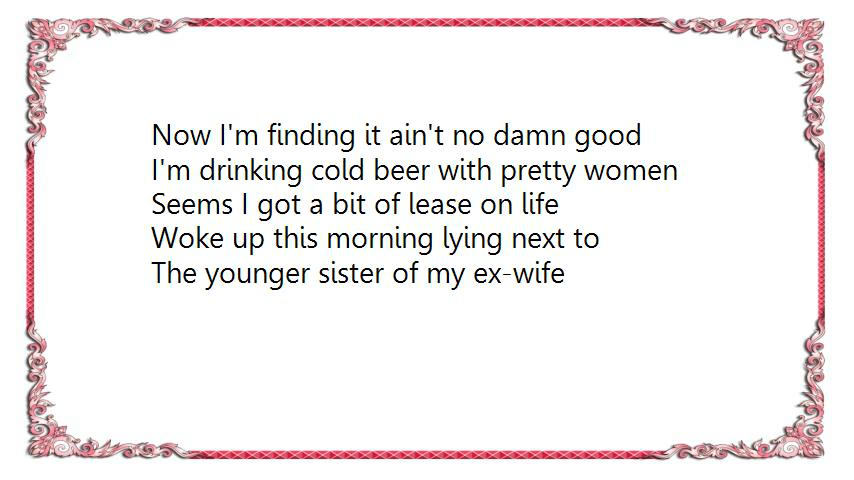 Now I'm finding it ain't no damn good
I'm drinking cold beer with pretty women
Seems I got a bit of lease on life
Woke up this morning lying next to
The younger sister of my ex-wife